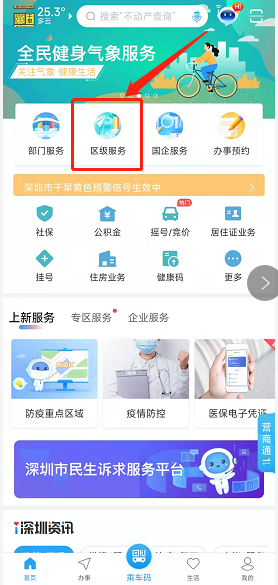 25.3°
多云
搜索“不动产查询”
H1
全民健身气象服务
关注气象 健康生活
部门服务 区级服务 国企服务 办事预约
深圳市干旱黄色预警信号生效中
社保 公积金 摇号/竞价 居住证业务
挂号 住房业务 健康码 更多
上新服务 专区服务 企业服务
防疫重点区域 疫情防控 医保电子凭证
营商通
深圳市民生诉求服务平台
i深圳资讯
首页 办事 乘车码 生活 我的